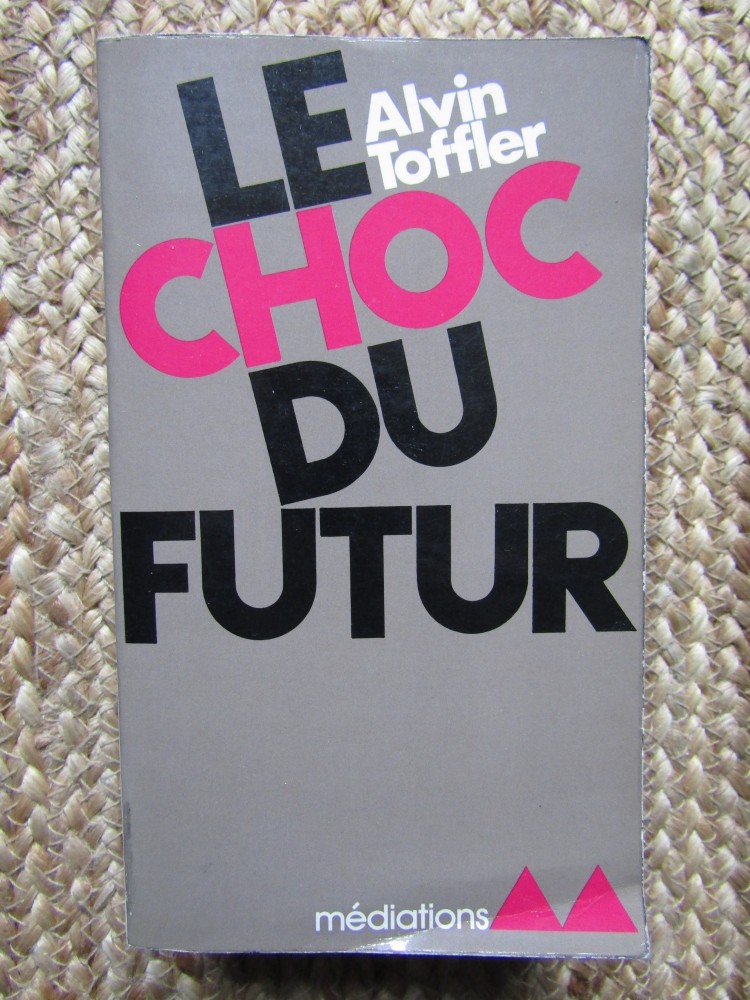 LE
Alvin
Toffler
CHOC
DU
FUTUR
médiations